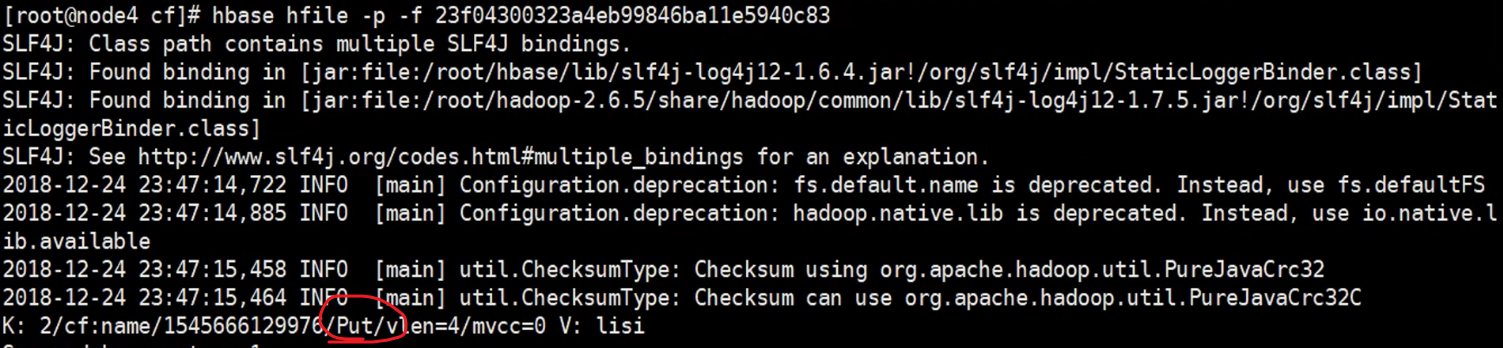 [root@node4 cf]# hbase hfile -p -f 23f04300323a4eb99846ba11e5940c83
SLF4J: Class path contains multiple SLF4J bindings.
SLF4J: Found binding in [jar:file:/root/hbase/lib/slf4j-log4j12-1.6.4.jar!/org/slf4j/impl/StaticLoggerBinder.class]
SLF4J: Found binding in [jar:file:/root/hadoop-2.6.5/share/hadoop/common/lib/slf4j-log4j12-1.7.5.jar!/org/slf4j/impl/Stat
icLoggerBinder.class]
SLF4J: See http://www.slf4j.org/codes.html#multiple_bindings for an explanation.
2018-12-24 23:47:14,722 INFO  [main] Configuration.deprecation: fs.default.name is deprecated. Instead, use fs.defaultFS
2018-12-24 23:47:14,885 INFO  [main] Configuration.deprecation: hadoop.native.lib is deprecated. Instead, use io.native.l
ib.available
2018-12-24 23:47:15,458 INFO  [main] util.ChecksumType: Checksum using org.apache.hadoop.util.PureJavaCrc32
2018-12-24 23:47:15,464 INFO  [main] util.ChecksumType: Checksum can use org.apache.hadoop.util.PureJavaCrc32C
K: 2/cf:name/1545666129976/Put/vlen=4/mvcc=0 V: lisi